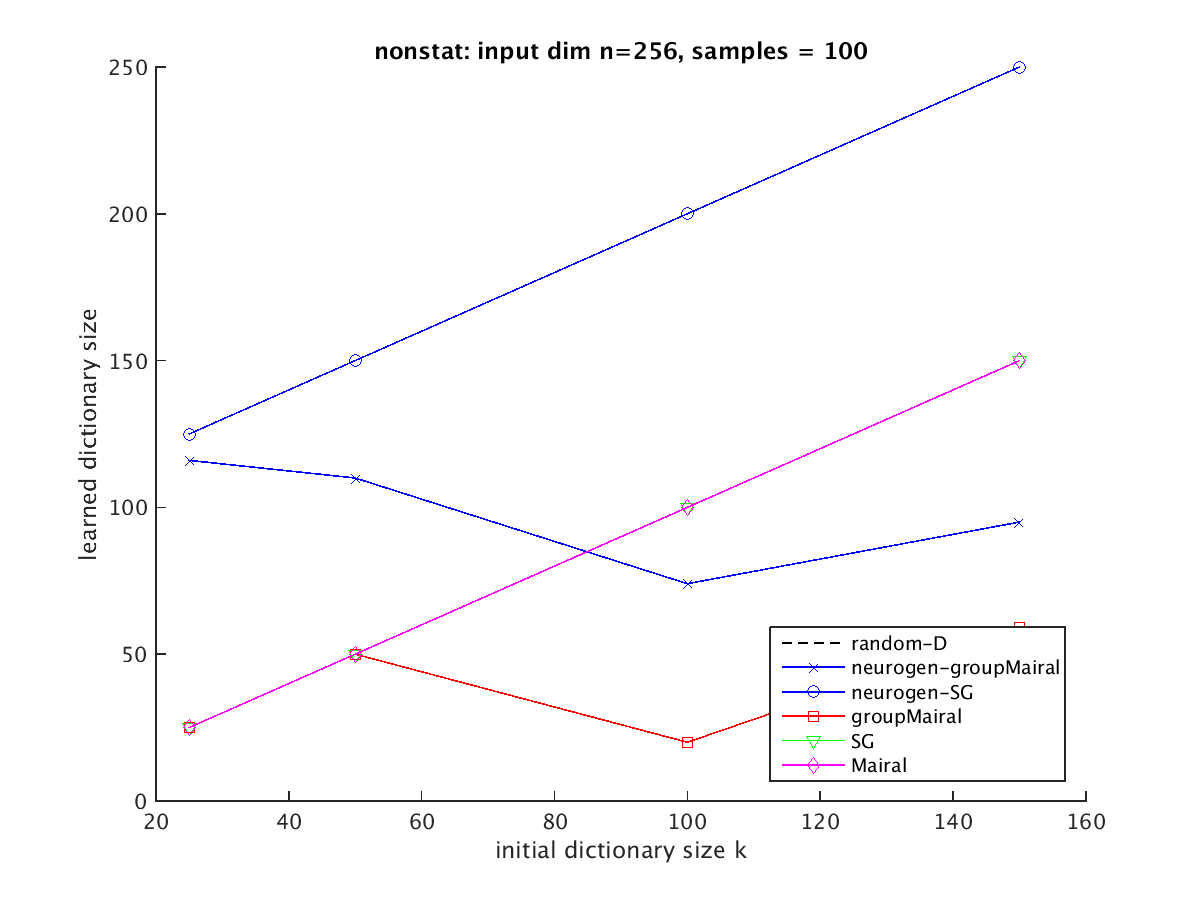 nonstat: input dim n=256, samples = 100
250
200
150
100
50
0
learned dictionary size
random-D
neurogen-groupMairal
neurogen-SG
groupMairal
SG
Mairal
20 40 60 80 100 120 140 160
initial dictionary size k